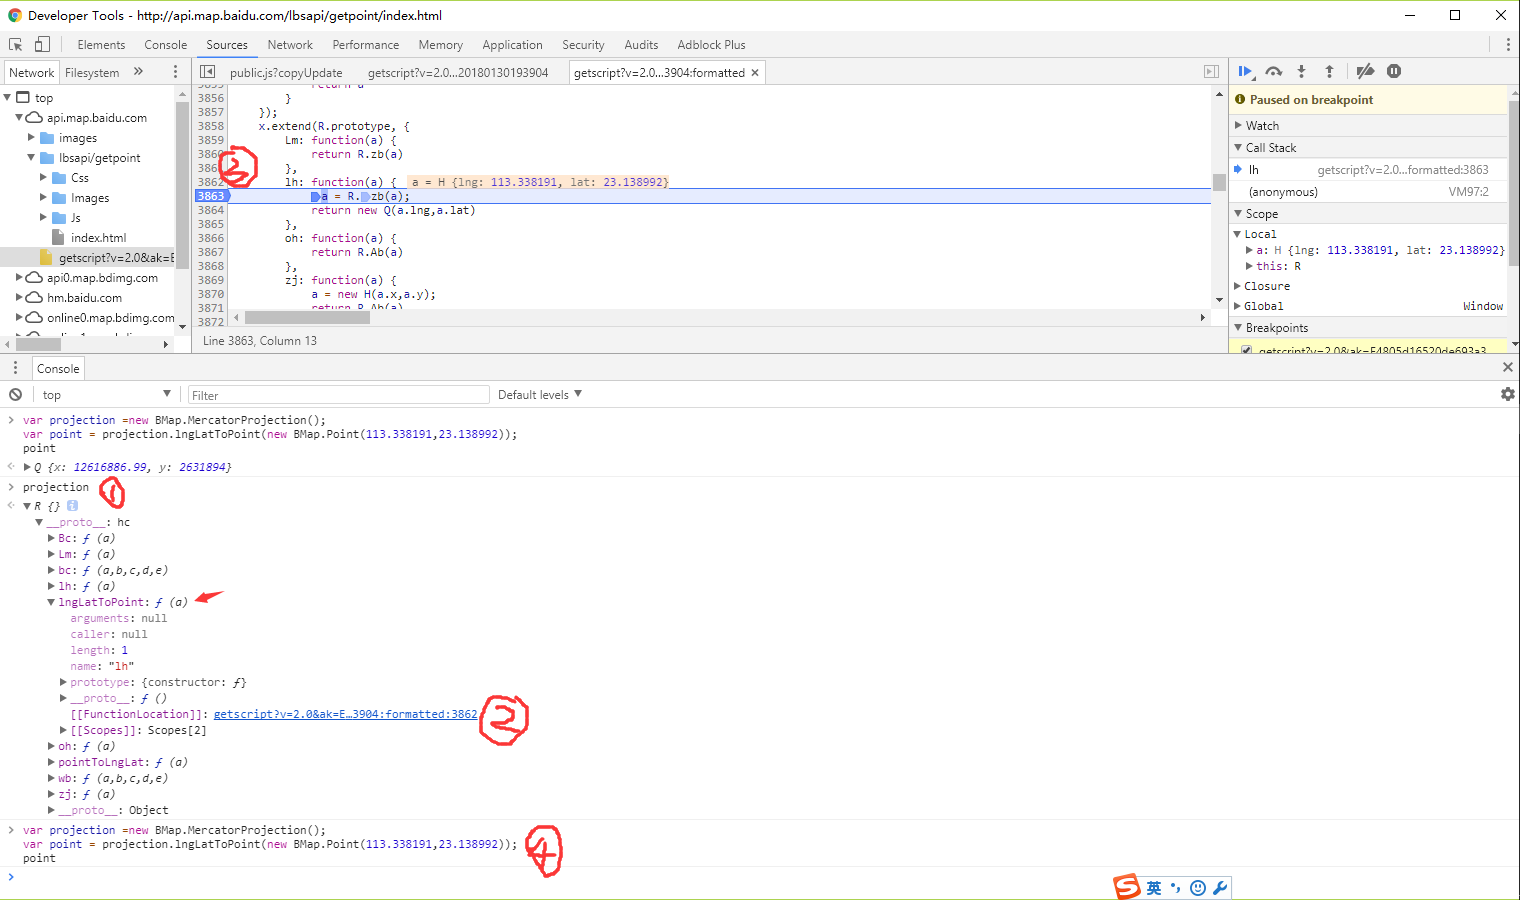 Developer Tools - http://api.map.baidu.com/lbsapi/getpoint/index.html
Elements Console Sources Network Performance Memory Application Security Audits Adblock Plus
Network Filesystem »
public.js?copyUpdate getscript?v=2.0...20180130193904 getscript?v=2.0...3904:formatted ×
top
api.map.baidu.com
images
lbsapi/getpoint
Css
Images
Js
index.html
getscript?v=2.0&ak=E
api0.map.bdimg.com
hm.baidu.com
online0.map.bdimg.com
3855 return a
3856 }
3857 });
3858 x.extend(R.prototype, {
3859 Lm: function(a) {
3860 return R.zb(a)
},
3862 lh: function(a) { a = H {lng: 113.338191, lat: 23.138992}
3863 a = R.zb(a);
3864 return new Q(a.lng,a.lat)
3865 },
3866 oh: function(a) {
3867 return R.Ab(a)
3868 },
3869 zj: function(a) {
3870 a = new H(a.x,a.y);
3871 return R.Ab(a)
3872
Line 3863, Column 13
Paused on breakpoint
Watch
Call Stack
lh getscript?v=2.0...formatted:3863
(anonymous) VM97:2
Scope
Local
a: H {lng: 113.338191, lat: 23.138992}
this: R
Closure
Global Window
Breakpoints
getscript?v=2.0&ak=E4805d16520de693a3
Console
top Filter Default levels
> var projection =new BMap.MercatorProjection();
var point = projection.lngLatToPoint(new BMap.Point(113.338191,23.138992));
point
Q {x: 12616886.99, y: 2631894}
> projection
①
R {} i
__proto__: hc
Bc: ƒ (a)
Lm: ƒ (a)
bc: ƒ (a,b,c,d,e)
lh: ƒ (a)
lngLatToPoint: ƒ (a)
arguments: null
caller: null
length: 1
name: "lh"
prototype: {constructor: ƒ}
__proto__: ƒ ()
[[FunctionLocation]]: getscript?v=2.0&ak=E…3904:formatted:3862
②
[[Scopes]]: Scopes[2]
oh: ƒ (a)
pointToLngLat: ƒ (a)
wb: ƒ (a,b,c,d,e)
zj: ƒ (a)
__proto__: Object
> var projection =new BMap.MercatorProjection();
var point = projection.lngLatToPoint(new BMap.Point(113.338191,23.138992));
point
④
>
S 英
③